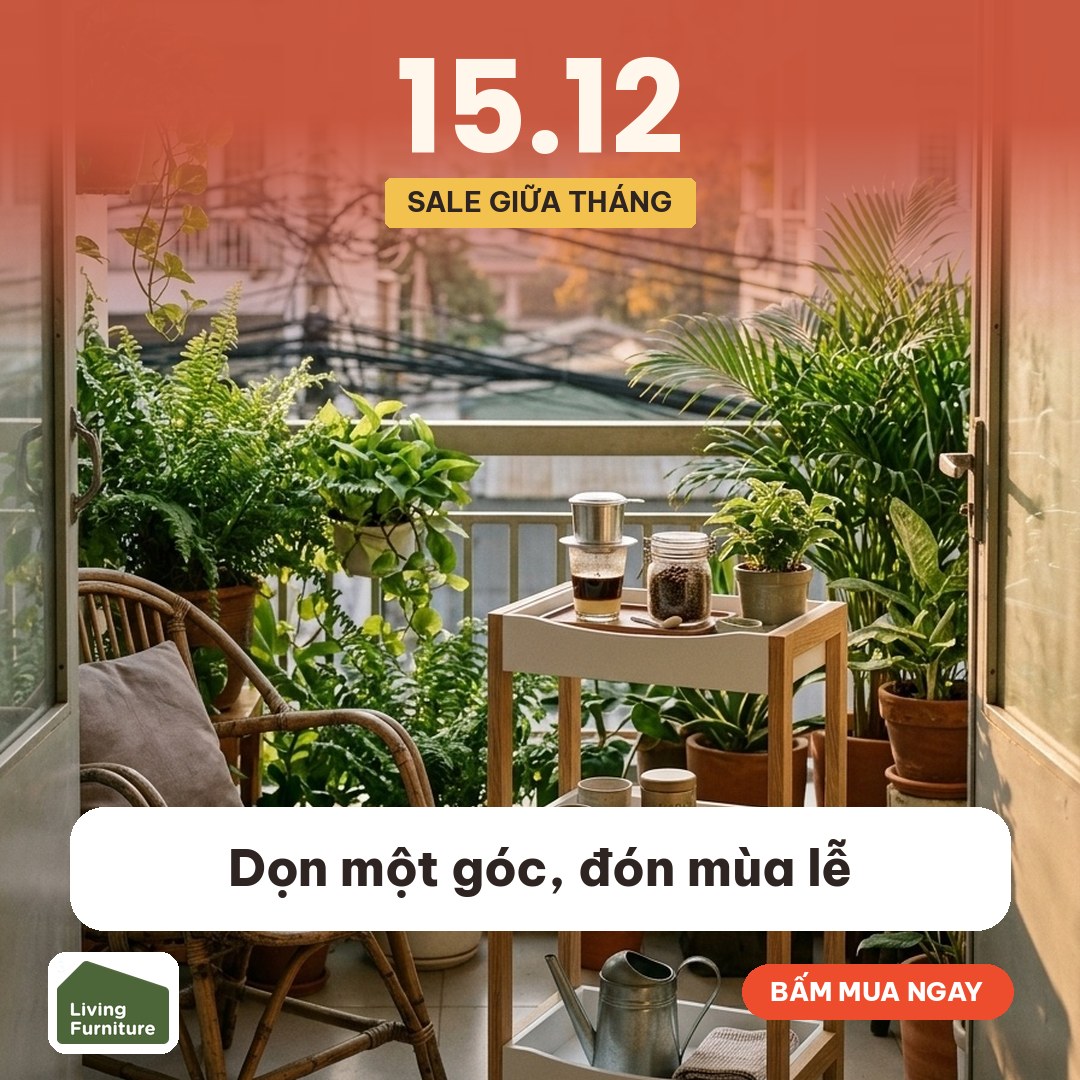 15.12
SALE GIỮA THÁNG
Dọn một góc, đón mùa lễ
Living
Furniture
BẤM MUA NGAY